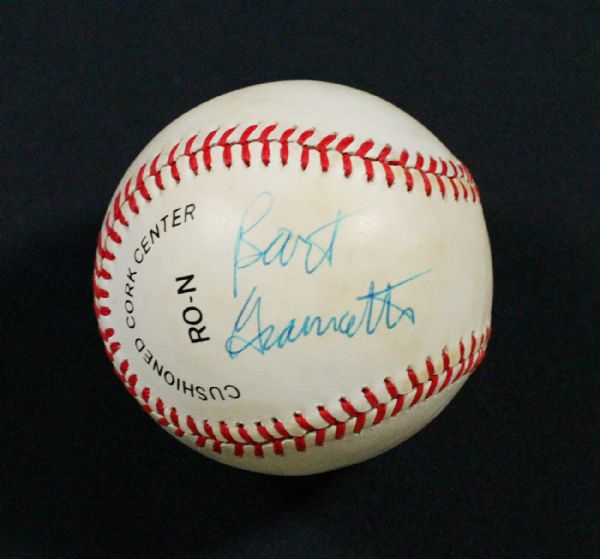 CUSHIONED CORK CENTER
RO-N
Bart
Giamatti